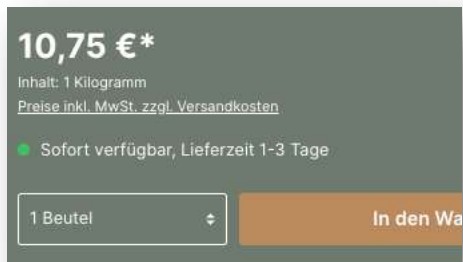 10,75 €*
Inhalt: 1 Kilogramm
Preise inkl. MwSt. zzgl. Versandkosten
Sofort verfügbar, Lieferzeit 1-3 Tage
1 Beutel
In den Wa